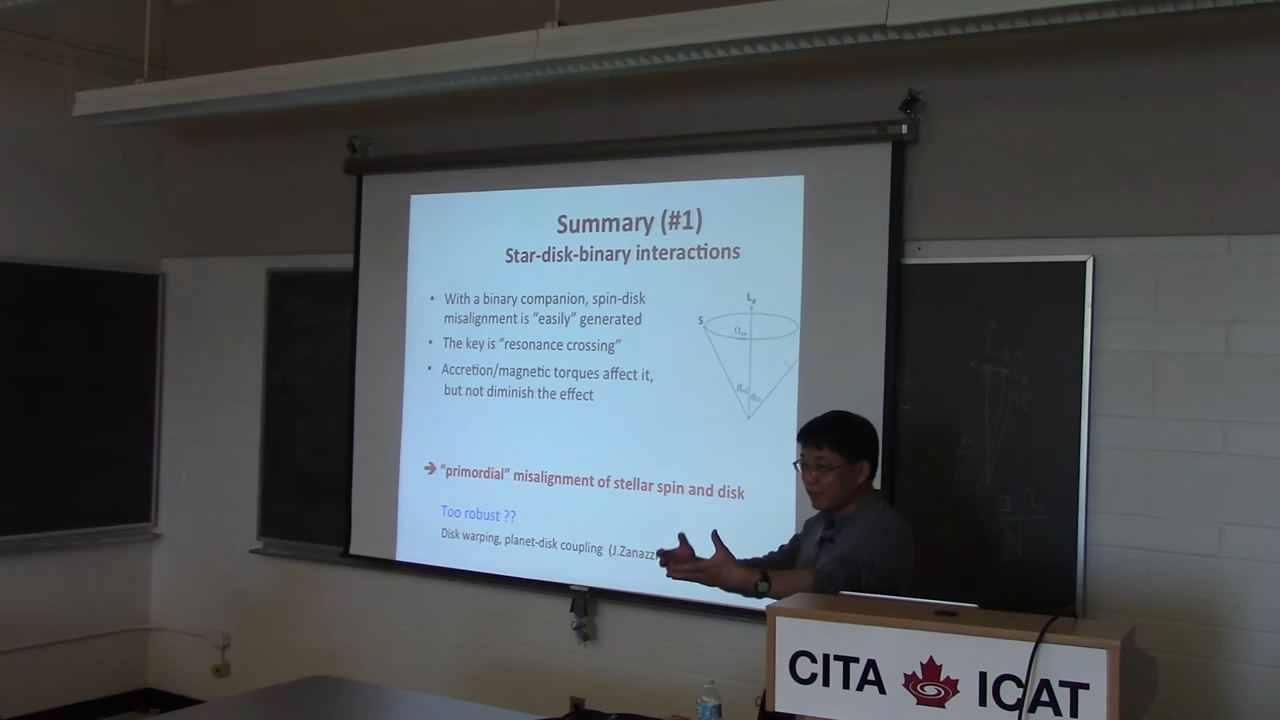 Summary (#1)
Star-disk-binary interactions
• With a binary companion, spin-disk
misalignment is “easily” generated
• The key is “resonance crossing”
• Accretion/magnetic torques affect it,
but not diminish the effect
L
S
➔ “primordial” misalignment of stellar spin and disk
Too robust ??
Disk warping, planet-disk coupling (J.Zanazz
CITA ICAT